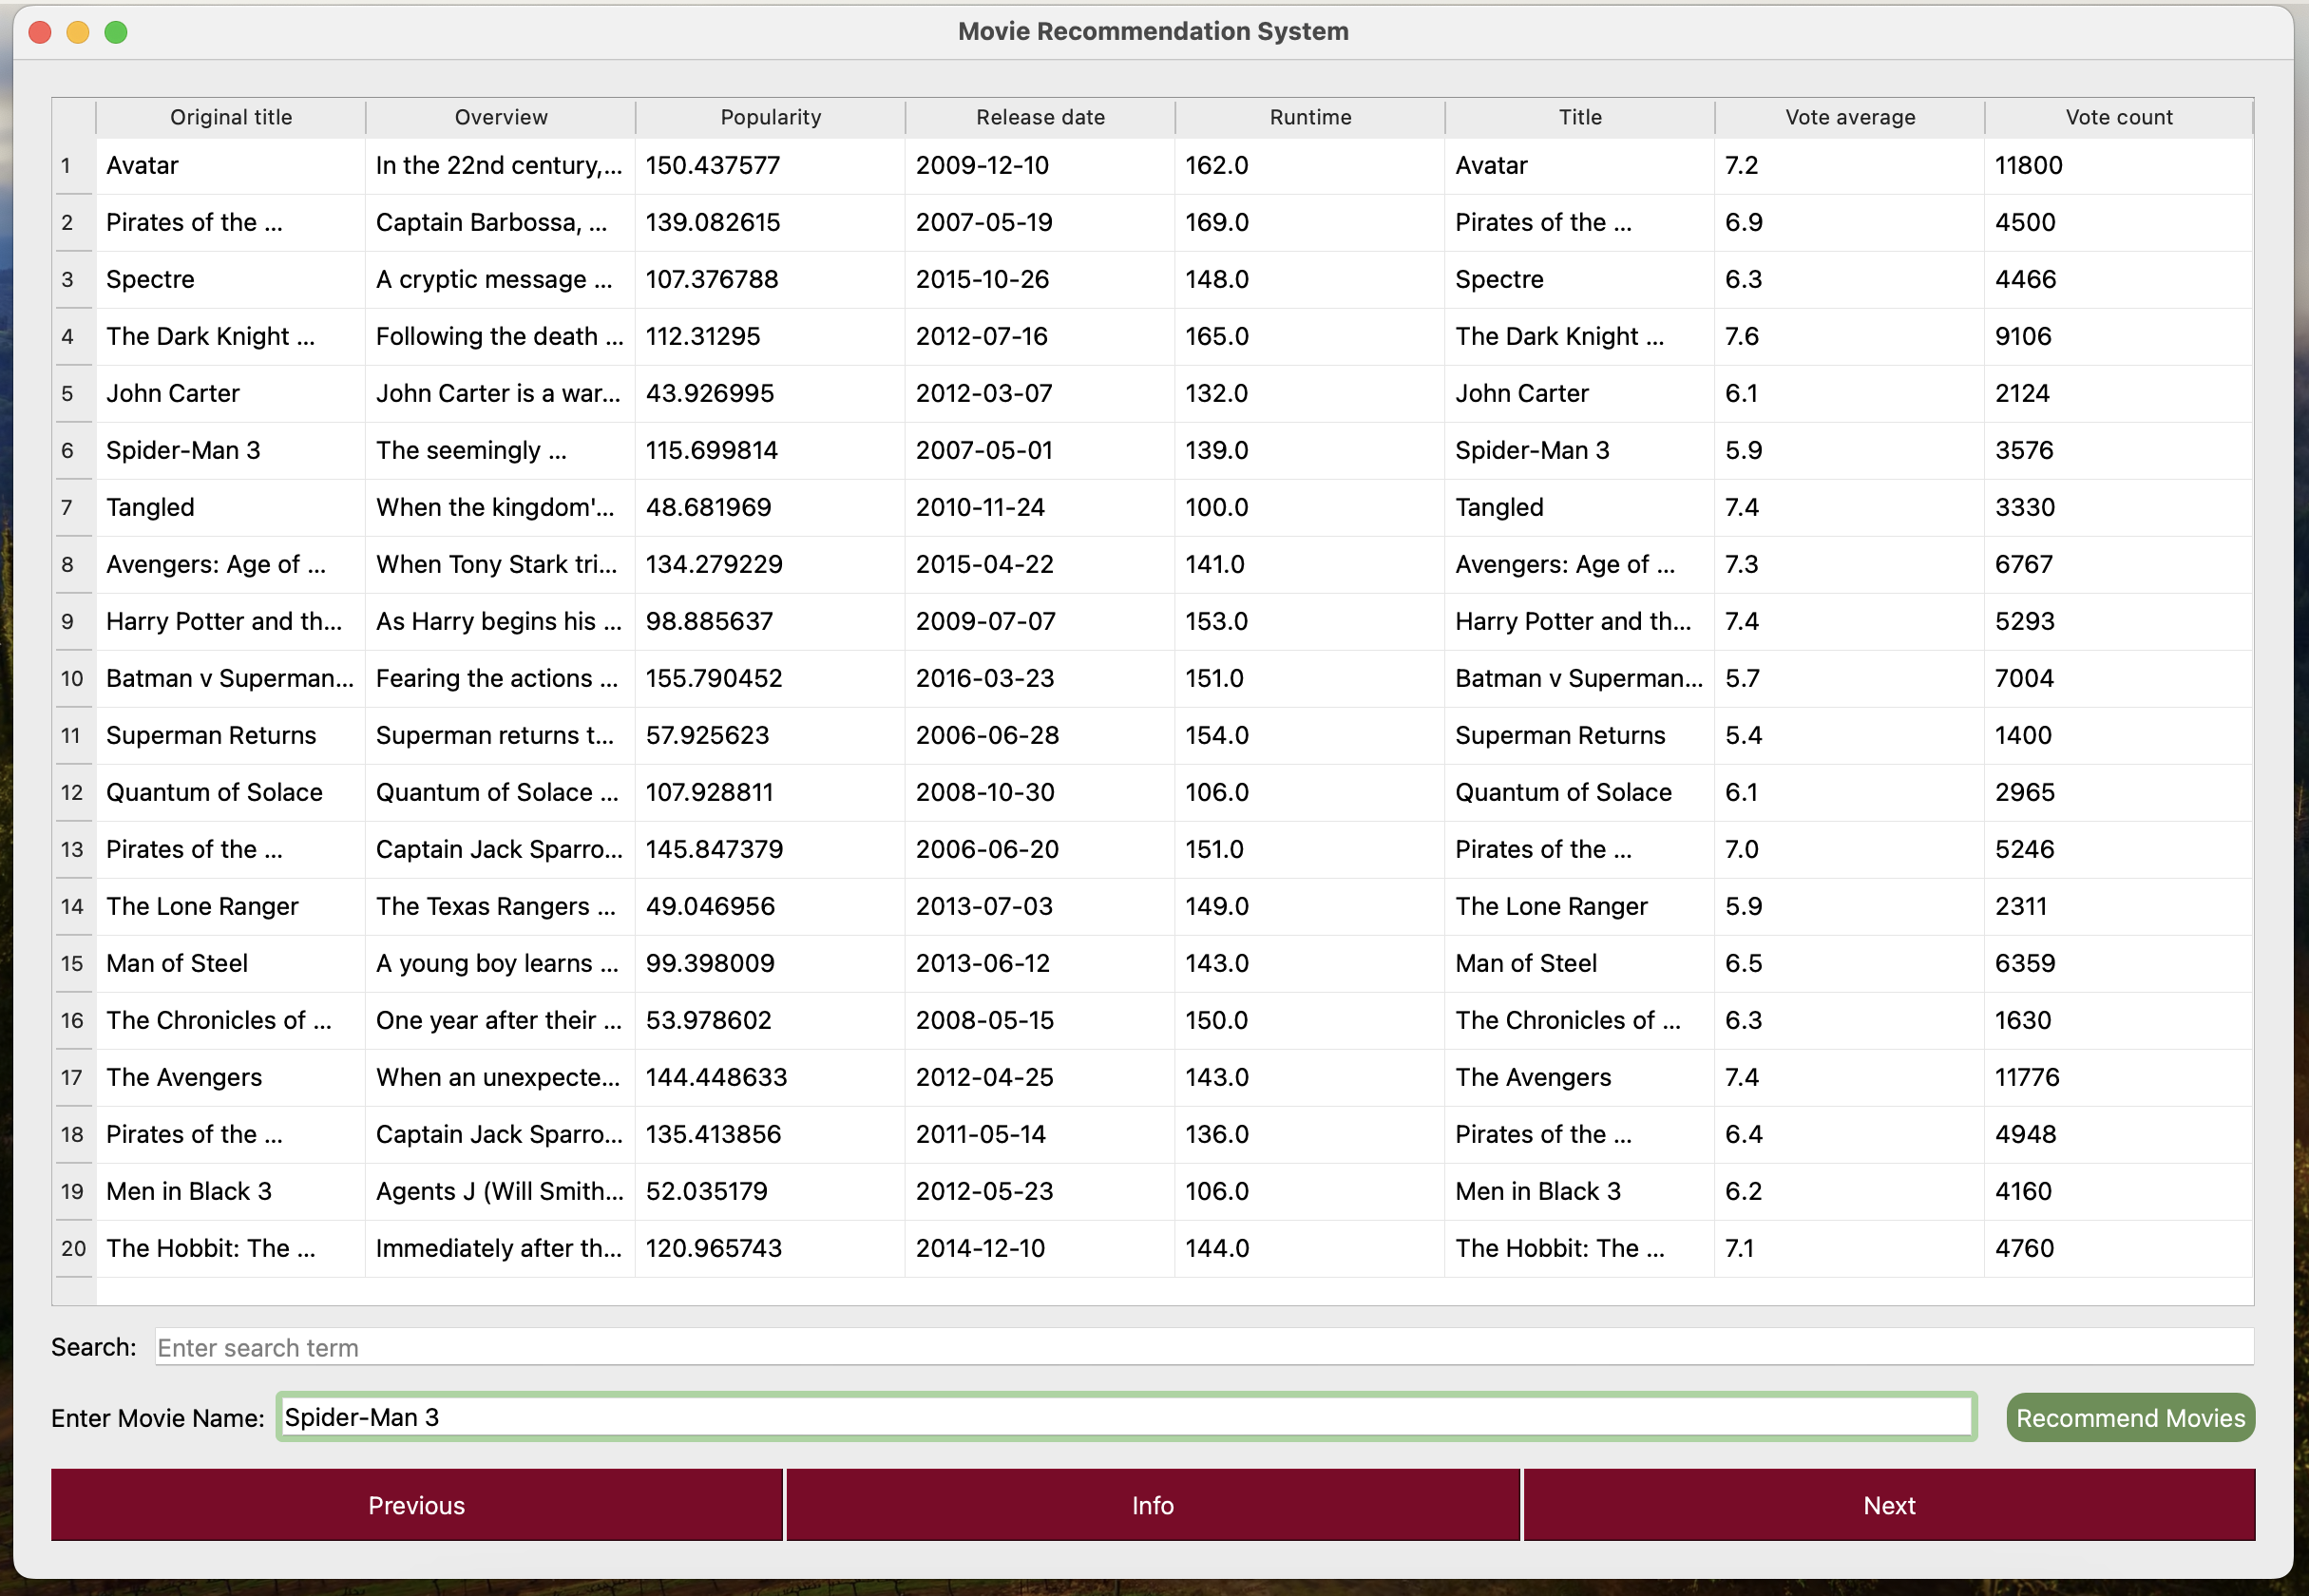 Movie Recommendation System
Original title Overview Popularity Release date Runtime Title Vote average Vote count
1 Avatar In the 22nd century,... 150.437577 2009-12-10 162.0 Avatar 7.2 11800
2 Pirates of the ... Captain Barbossa, ... 139.082615 2007-05-19 169.0 Pirates of the ... 6.9 4500
3 Spectre A cryptic message ... 107.376788 2015-10-26 148.0 Spectre 6.3 4466
4 The Dark Knight ... Following the death ... 112.31295 2012-07-16 165.0 The Dark Knight ... 7.6 9106
5 John Carter John Carter is a war... 43.926995 2012-03-07 132.0 John Carter 6.1 2124
6 Spider-Man 3 The seemingly ... 115.699814 2007-05-01 139.0 Spider-Man 3 5.9 3576
7 Tangled When the kingdom'... 48.681969 2010-11-24 100.0 Tangled 7.4 3330
8 Avengers: Age of ... When Tony Stark tri... 134.279229 2015-04-22 141.0 Avengers: Age of ... 7.3 6767
9 Harry Potter and th... As Harry begins his ... 98.885637 2009-07-07 153.0 Harry Potter and th... 7.4 5293
10 Batman v Superman... Fearing the actions ... 155.790452 2016-03-23 151.0 Batman v Superman... 5.7 7004
11 Superman Returns Superman returns t... 57.925623 2006-06-28 154.0 Superman Returns 5.4 1400
12 Quantum of Solace Quantum of Solace ... 107.928811 2008-10-30 106.0 Quantum of Solace 6.1 2965
13 Pirates of the ... Captain Jack Sparro... 145.847379 2006-06-20 151.0 Pirates of the ... 7.0 5246
14 The Lone Ranger The Texas Rangers ... 49.046956 2013-07-03 149.0 The Lone Ranger 5.9 2311
15 Man of Steel A young boy learns ... 99.398009 2013-06-12 143.0 Man of Steel 6.5 6359
16 The Chronicles of ... One year after their ... 53.978602 2008-05-15 150.0 The Chronicles of ... 6.3 1630
17 The Avengers When an unexpecte... 144.448633 2012-04-25 143.0 The Avengers 7.4 11776
18 Pirates of the ... Captain Jack Sparro... 135.413856 2011-05-14 136.0 Pirates of the ... 6.4 4948
19 Men in Black 3 Agents J (Will Smith... 52.035179 2012-05-23 106.0 Men in Black 3 6.2 4160
20 The Hobbit: The ... Immediately after th... 120.965743 2014-12-10 144.0 The Hobbit: The ... 7.1 4760
Search: Enter search term
Enter Movie Name: Spider-Man 3 Recommend Movies
Previous Info Next